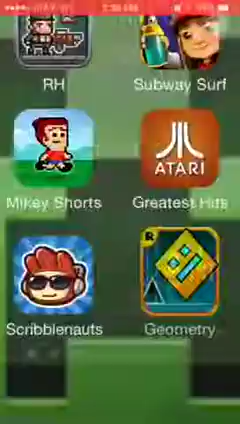 RH Subway Surf
ATARI
Mikey Shorts Greatest Hits
R
Scribblenauts Geometry